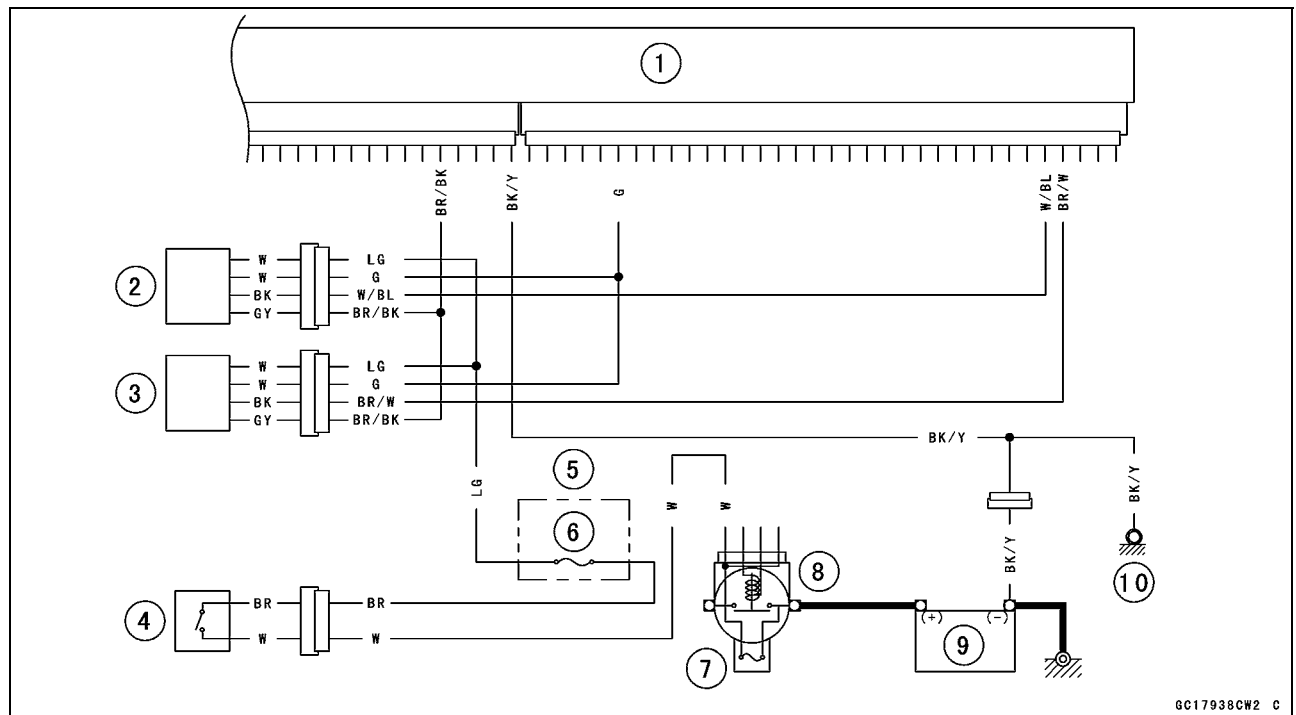 1
BR/BK
BK/Y
G
W/BL
BR/W
2
W LG
W G
BK W/BL
GY BR/BK
3
W LG
W G
BK BR/W
GY BR/BK
BK/Y
LG
5
6
W
W
BK/Y
BK/Y
8
10
4
BR BR
W W
7
(+) (-)
9
GC17938CW2 C